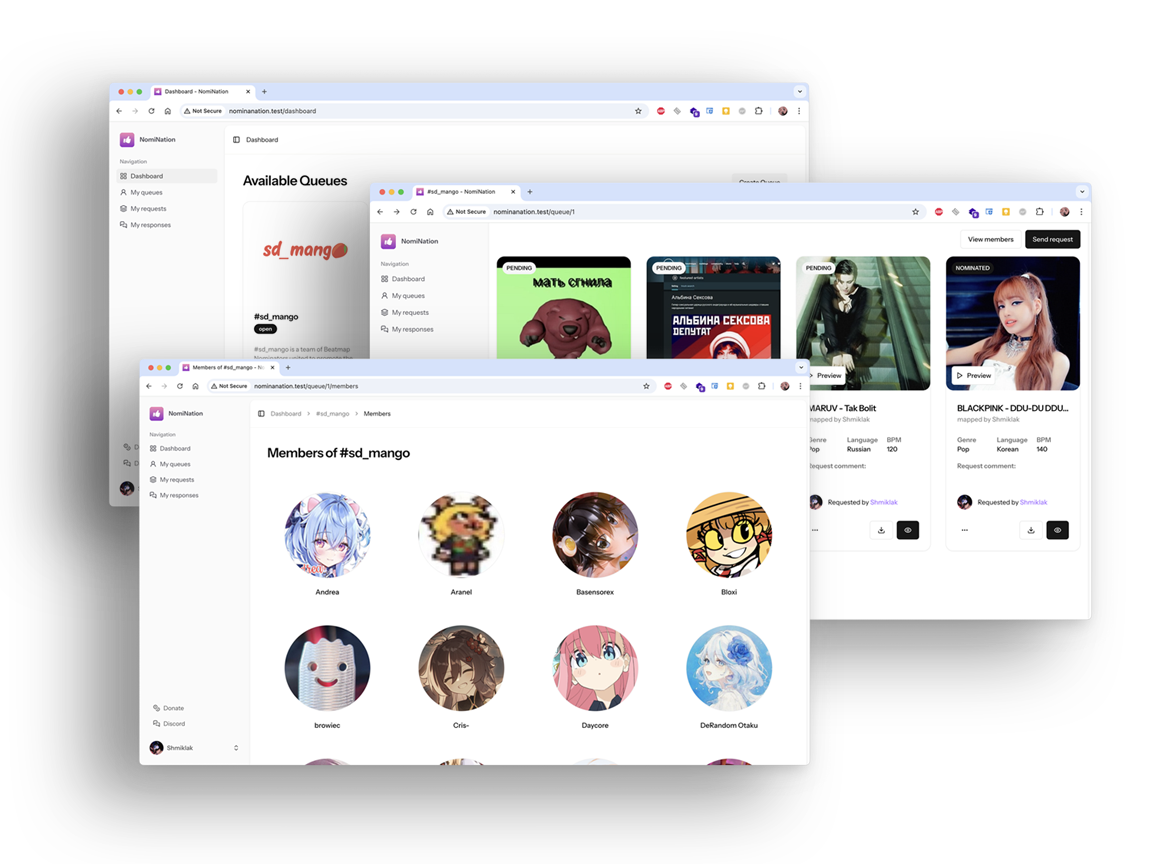 Dashboard - NomiNation
Not Secure
nominanation.test/dashboard
NomiNation
Navigation
Dashboard
My queues
My requests
My responses
Dashboard
Available Queues
Create Queue
sd_mango
#sd_mango
open
#sd_mango is a team of Beatmap
#sd_mango - NomiNation
Not Secure
nominanation.test/queue/1
NomiNation
Navigation
Dashboard
My queues
My requests
My responses
View members
Send request
PENDING
МАТЬ СГНИЛА
PENDING
Альбина Сексова
АЛЬБИНА СЕКСОВА
ДЕПУТАТ
PENDING
Preview
MARUV - Tak Bolit
mapped by Shmiklak
Genre Language BPM
Pop Russian 120
Request comment:
Requested by Shmiklak
NOMINATED
Preview
BLACKPINK - DDU-DU DDU...
mapped by Shmiklak
Genre Language BPM
Pop Korean 140
Request comment:
Requested by Shmiklak
Members of #sd_mango - No
Not Secure
nominanation.test/queue/1/members
NomiNation
Navigation
Dashboard
My queues
My requests
My responses
Donate
Discord
Shmiklak
Dashboard > #sd_mango > Members
Members of #sd_mango
Andrea
Aranel
Basensorex
Bloxi
browiec
Cris-
Daycore
DeRandom Otaku